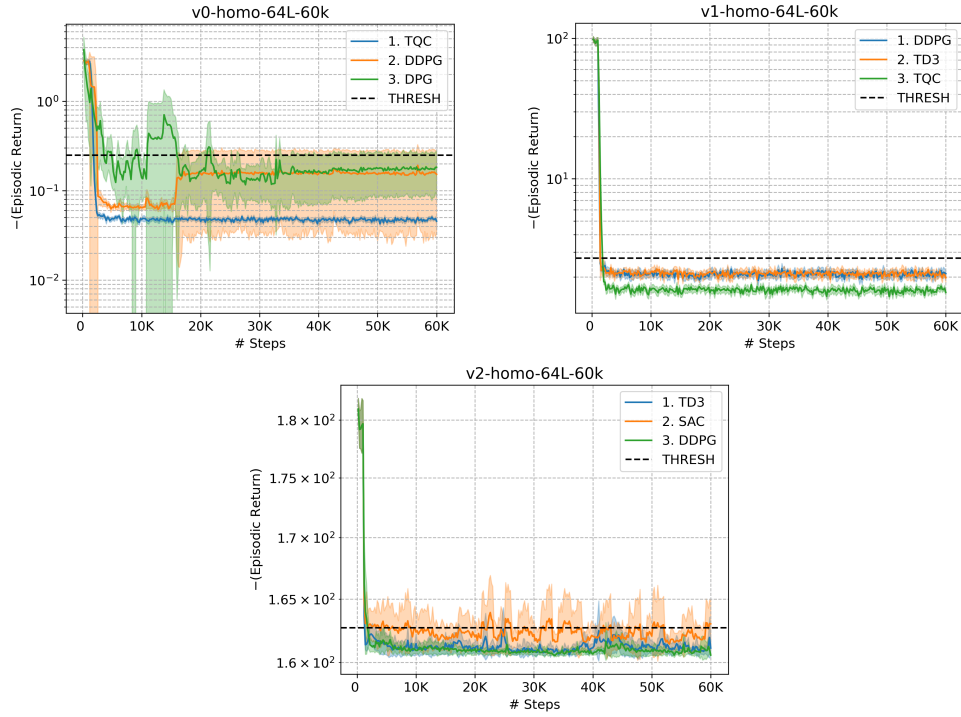 v0-homo-64L-60k
1. TQC
2. DDPG
3. DPG
THRESH
10⁰
10⁻¹
10⁻²
−(Episodic Return)
0 10K 20K 30K 40K 50K 60K
# Steps
v1-homo-64L-60k
1. DDPG
2. TD3
3. TQC
THRESH
10²
10¹
−(Episodic Return)
0 10K 20K 30K 40K 50K 60K
# Steps
v2-homo-64L-60k
1. TD3
2. SAC
3. DDPG
THRESH
1.8 × 10²
1.75 × 10²
1.7 × 10²
1.65 × 10²
1.6 × 10²
−(Episodic Return)
0 10K 20K 30K 40K 50K 60K
# Steps